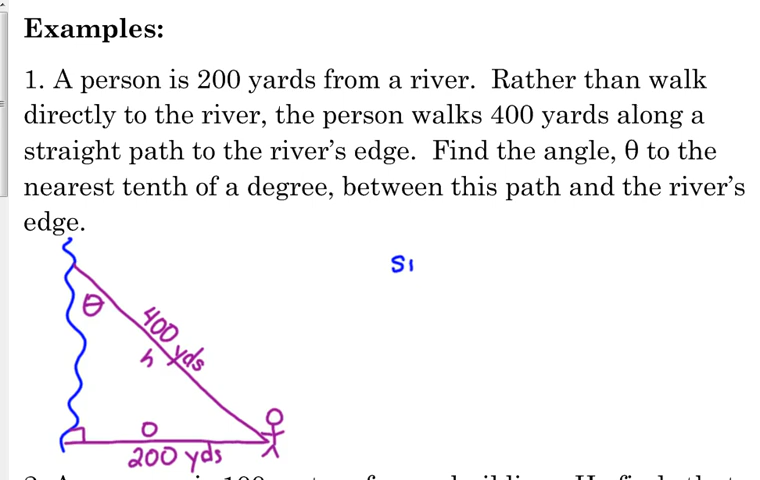 Examples:
1. A person is 200 yards from a river. Rather than walk
directly to the river, the person walks 400 yards along a
straight path to the river's edge. Find the angle, θ to the
nearest tenth of a degree, between this path and the river's
edge.
SI
θ
400 yds
h
O
200 yds